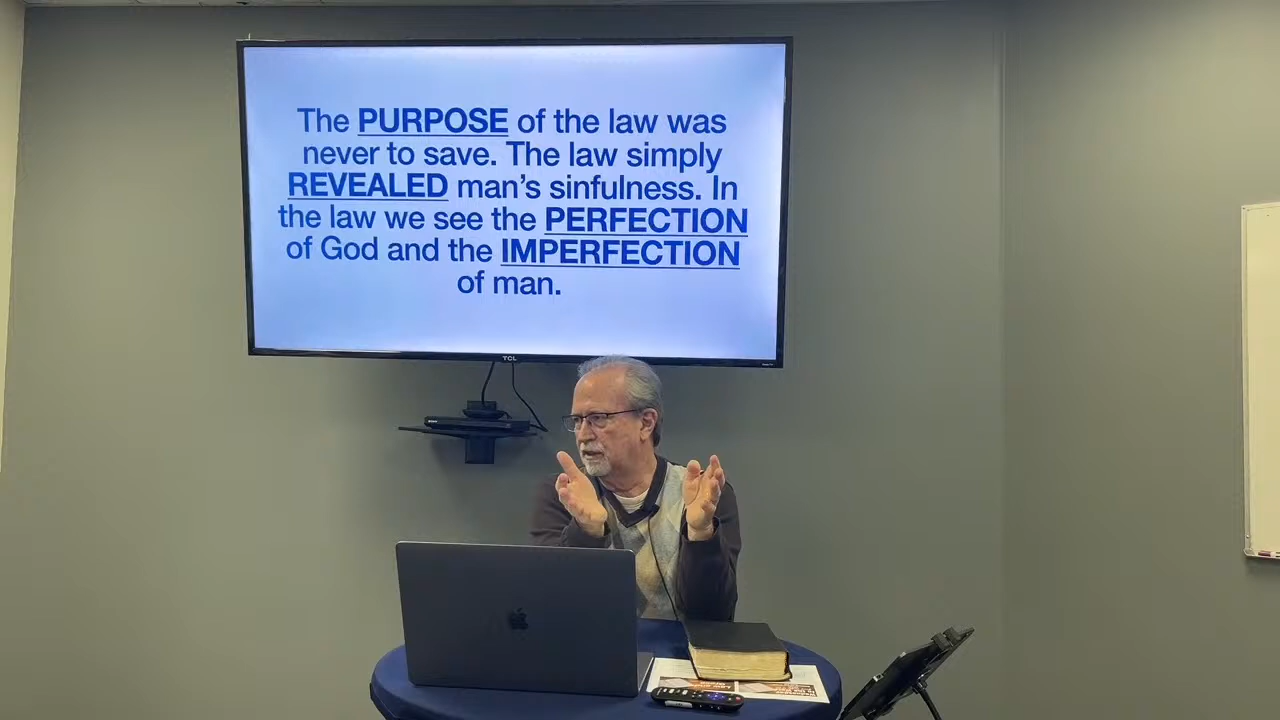 The PURPOSE of the law was
never to save. The law simply
REVEALED man's sinfulness. In
the law we see the PERFECTION
of God and the IMPERFECTION
of man.
TCL